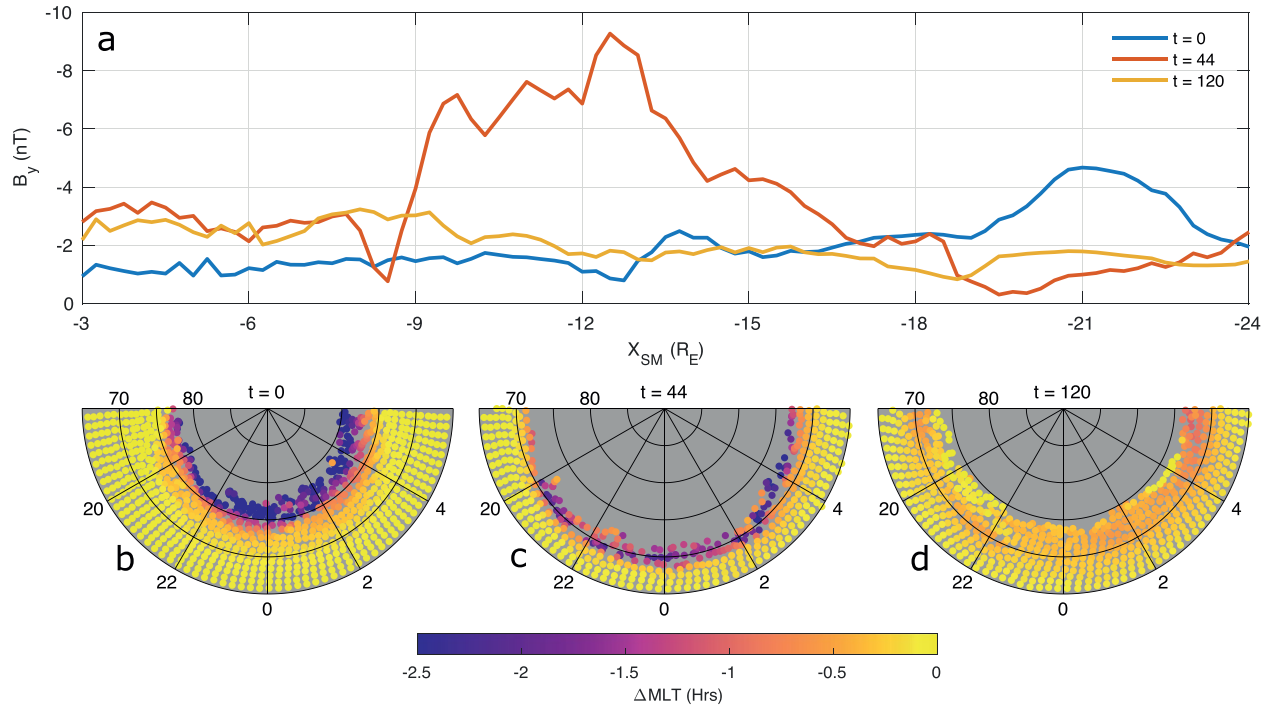 -10
a
t = 0
t = 44
t = 120
-8
-6
-4
-2
0
B_y (nT)
-3 -6 -9 -12 -15 -18 -21 -24
X_SM (R_E)
70 80 t = 0
70 80 t = 44
70 80 t = 120
20 4
20 4
20 4
b 22 2
c 22 2
d 22 2
0 0 0
-2.5 -2 -1.5 -1 -0.5 0
ΔMLT (Hrs)